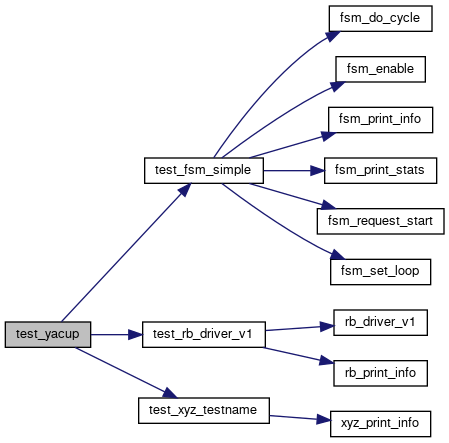 test_yacup
test_fsm_simple
fsm_do_cycle
fsm_enable
fsm_print_info
fsm_print_stats
fsm_request_start
fsm_set_loop
test_rb_driver_v1
rb_driver_v1
rb_print_info
test_xyz_testname
xyz_print_info